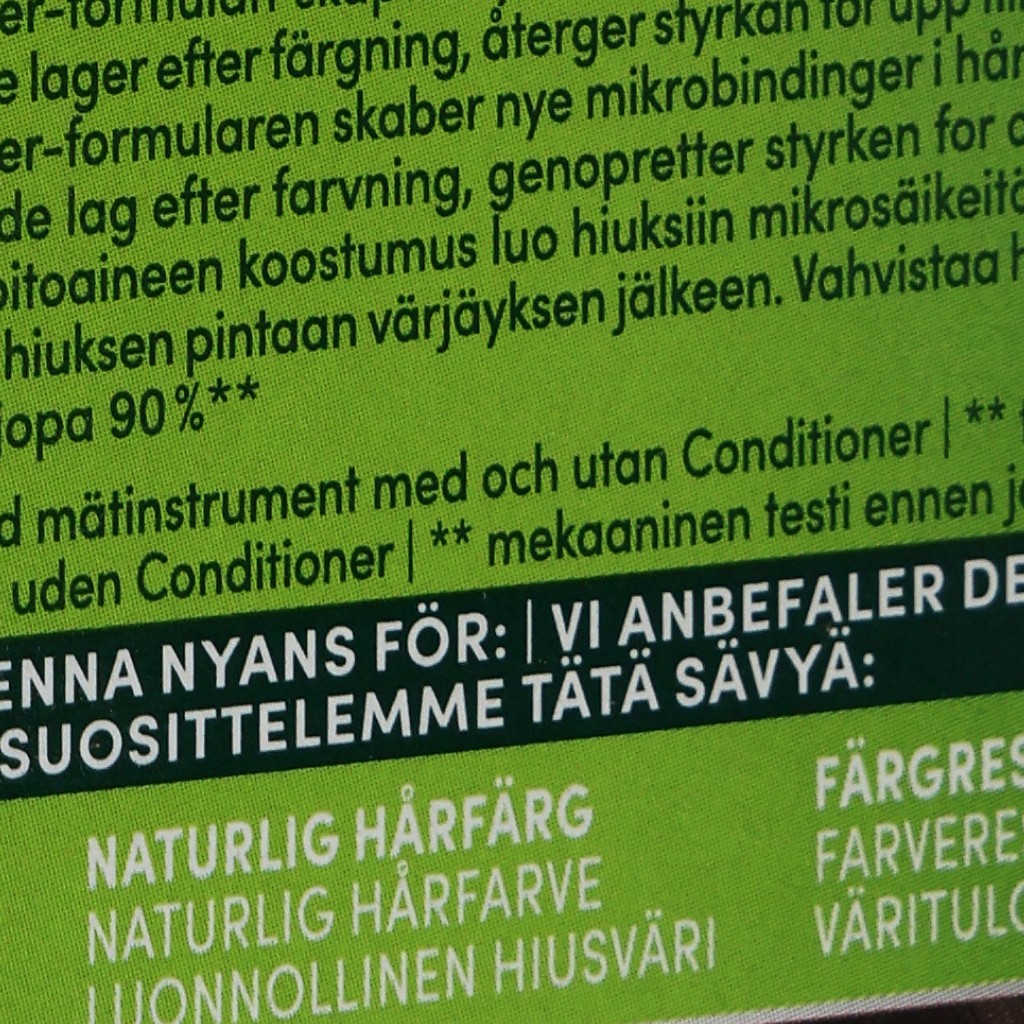 lager efter färgning, återger styrkan för upp
er-formularen skaber nye mikrobindinger i hår
de lag efter farvning, genopretter styrken for
koostumus luo hiuksiin
hiuksen pintaan värjäyksen jälkeen. Vahvistaa
jopa 90 %**
mätinstrument med och utan Conditioner | **
uden Conditioner | ** mekaaninen testi ennen
ENNA NYANS FÖR: | VI ANBEFALER DE
SUOSITTELEMME TÄTÄ SÄVYÄ:
NATURLIG HÅRFÄRG
NATURLIG HÅRFARVE
LUONNOLLINEN HIUSVÄRI
FÄRGRES
FARVERE
VÄRITULO